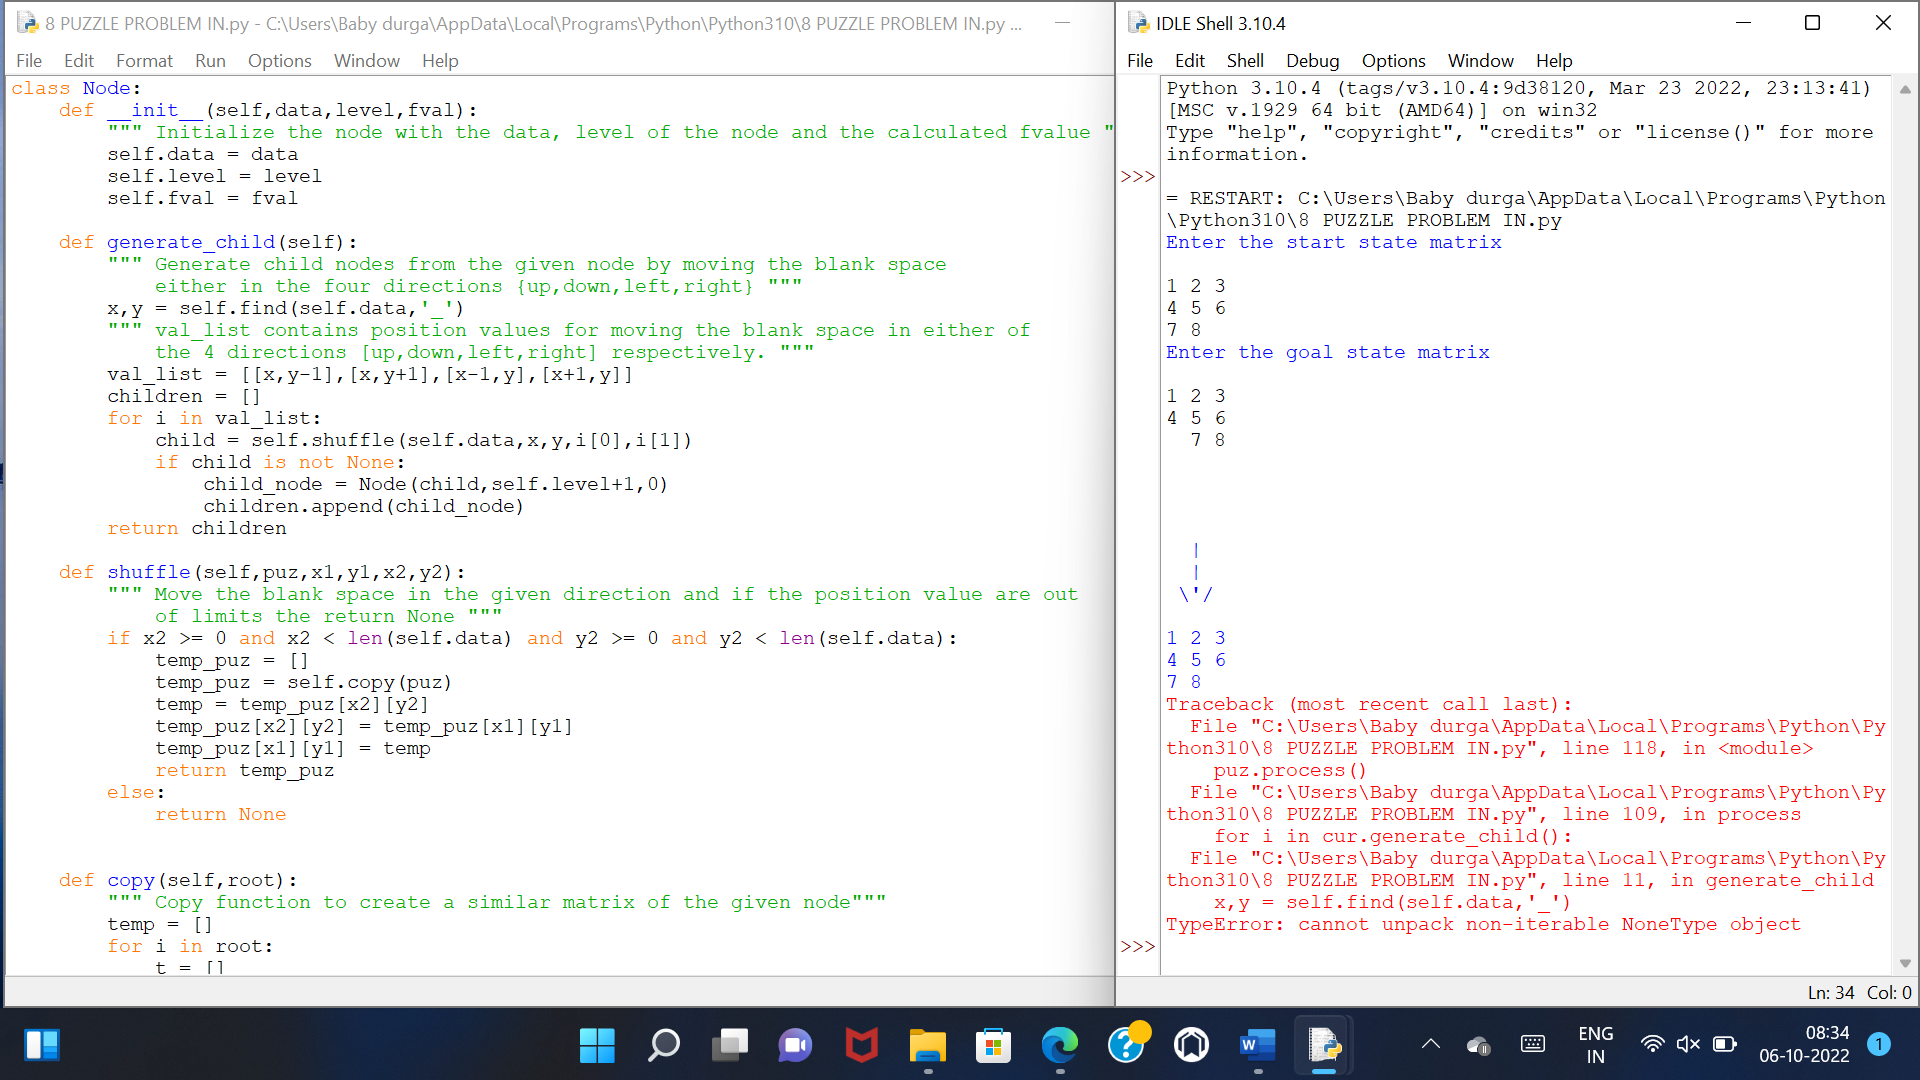 8 PUZZLE PROBLEM IN.py - C:\Users\Baby durga\AppData\Local\Programs\Python\Python310\8 PUZZLE PROBLEM IN.py ...
File Edit Format Run Options Window Help
class Node:
    def __init__(self,data,level,fval):
        """ Initialize the node with the data, level of the node and the calculated fvalue "
        self.data = data
        self.level = level
        self.fval = fval

    def generate_child(self):
        """ Generate child nodes from the given node by moving the blank space
            either in the four directions {up,down,left,right} """
        x,y = self.find(self.data,'_')
        """ val_list contains position values for moving the blank space in either of
            the 4 directions [up,down,left,right] respectively. """
        val_list = [[x,y-1],[x,y+1],[x-1,y],[x+1,y]]
        children = []
        for i in val_list:
            child = self.shuffle(self.data,x,y,i[0],i[1])
            if child is not None:
                child_node = Node(child,self.level+1,0)
                children.append(child_node)
        return children

    def shuffle(self,puz,x1,y1,x2,y2):
        """ Move the blank space in the given direction and if the position value are out
            of limits the return None """
        if x2 >= 0 and x2 < len(self.data) and y2 >= 0 and y2 < len(self.data):
            temp_puz = []
            temp_puz = self.copy(puz)
            temp = temp_puz[x2][y2]
            temp_puz[x2][y2] = temp_puz[x1][y1]
            temp_puz[x1][y1] = temp
            return temp_puz
        else:
            return None

    def copy(self,root):
        """ Copy function to create a similar matrix of the given node"""
        temp = []
        for i in root:
            t = []
IDLE Shell 3.10.4
File Edit Shell Debug Options Window Help
Python 3.10.4 (tags/v3.10.4:9d38120, Mar 23 2022, 23:13:41)
[MSC v.1929 64 bit (AMD64)] on win32
Type "help", "copyright", "credits" or "license()" for more
information.
>>>
= RESTART: C:\Users\Baby durga\AppData\Local\Programs\Python
\Python310\8 PUZZLE PROBLEM IN.py
Enter the start state matrix

1 2 3
4 5 6
7 8
Enter the goal state matrix

1 2 3
4 5 6
  7 8

  |
  |
 \'/

1 2 3
4 5 6
7 8
Traceback (most recent call last):
  File "C:\Users\Baby durga\AppData\Local\Programs\Python\Py
thon310\8 PUZZLE PROBLEM IN.py", line 118, in <module>
    puz.process()
  File "C:\Users\Baby durga\AppData\Local\Programs\Python\Py
thon310\8 PUZZLE PROBLEM IN.py", line 109, in process
    for i in cur.generate_child():
  File "C:\Users\Baby durga\AppData\Local\Programs\Python\Py
thon310\8 PUZZLE PROBLEM IN.py", line 11, in generate_child
    x,y = self.find(self.data,'_')
TypeError: cannot unpack non-iterable NoneType object
>>>
Ln: 34 Col: 0
W
ENG
IN
08:34
06-10-2022
1